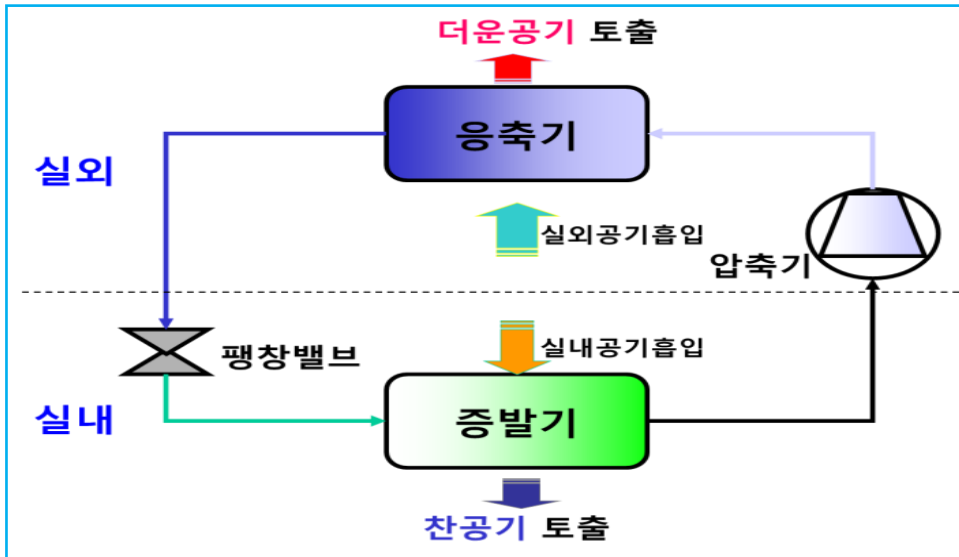 더운공기 토출
응축기
실외
실외공기흡입
압축기
실내공기흡입
팽창밸브
실내
증발기
찬공기 토출